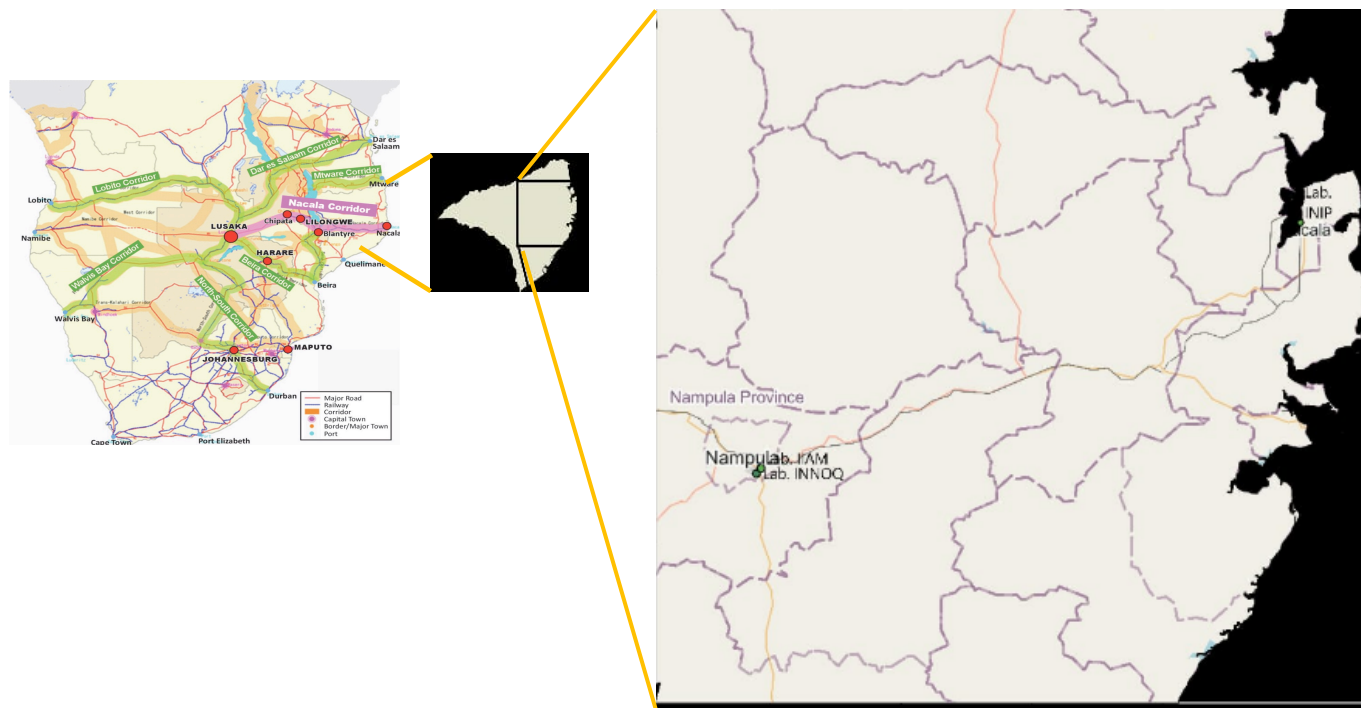 Dar es
Salaam
Dar es Salaam Corridor
Mtware Corridor
Mtware
Lobito Corridor
Lobito
Nacala Corridor
Chipata
LILONGWE
LUSAKA
Blantyre
Nacala
Namibe
HARARE
Quelimane
Walvis Bay Corridor
Beira Corridor
Beira
North-South Corridor
Walvis Bay
MAPUTO
JOHANNESBURG
Durban
Cape Town
Port Elizabeth
Major Road
Railway
Corridor
Capital Town
Border/Major Town
Port
Lab.
INIP
cala
Nampula Province
Nampula
Lab. IIAM
Lab. INNOQ